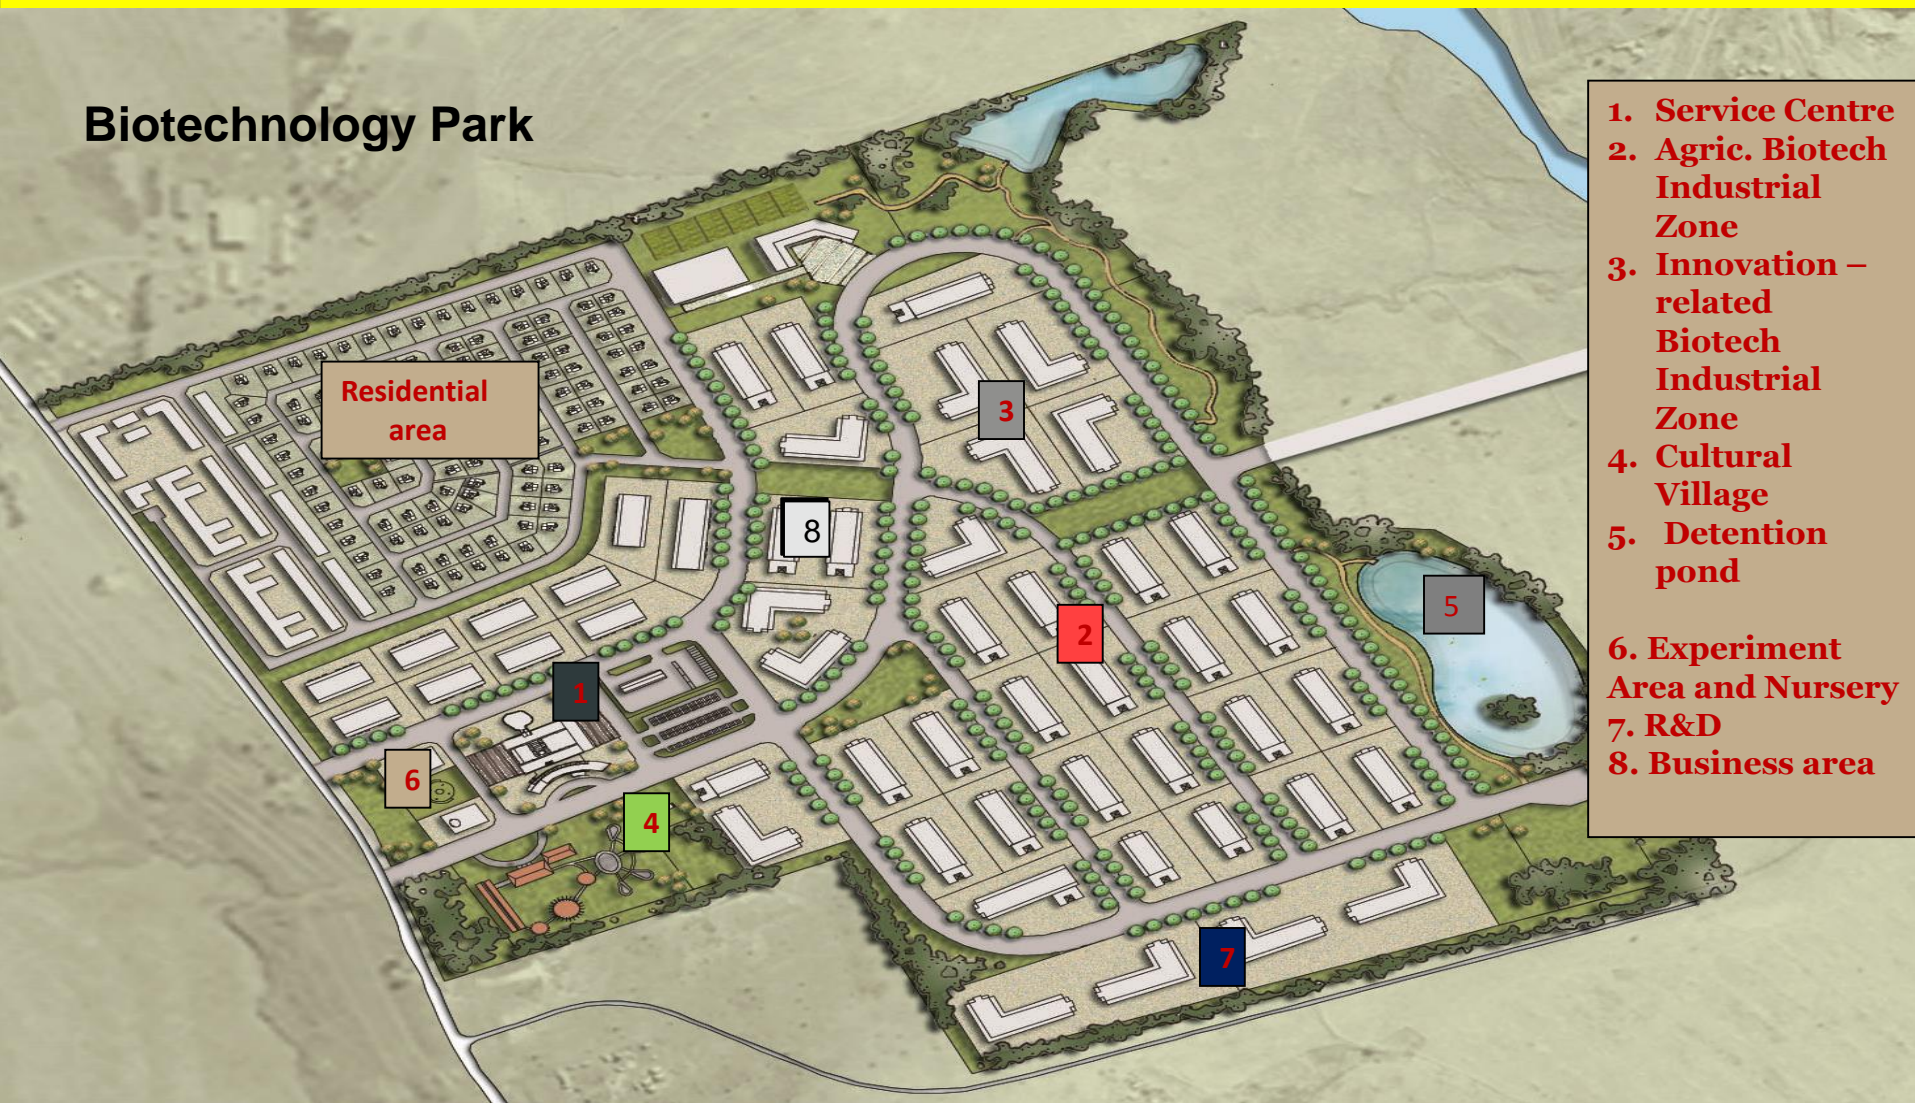 Biotechnology Park
Residential
area
3
8
5
2
1
6
4
7
1. Service Centre
2. Agric. Biotech
Industrial
Zone
3. Innovation –
related
Biotech
Industrial
Zone
4. Cultural
Village
5. Detention
pond
6. Experiment
Area and Nursery
7. R&D
8. Business area